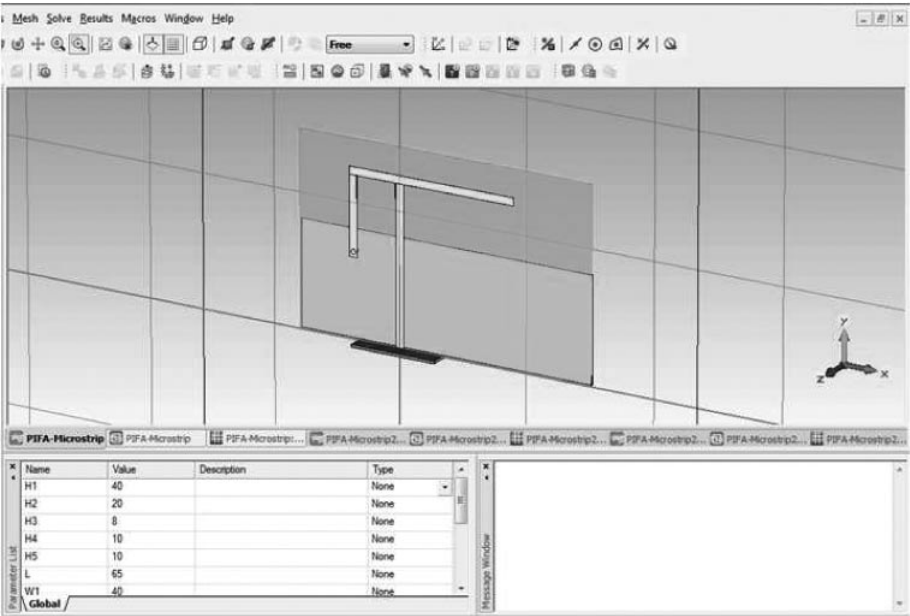 Mesh Solve Results Macros Window Help
Free
y
z x
PIFA-Microstrip PIFA-Microstrip PIFA-Microstrip:... PIFA-Microstrip2... PIFA-Microstrip2... PIFA-Microstrip2... PIFA-Microstrip2... PIFA-Microstrip2... PIFA-Microstrip2...
Name Value Description Type
H1 40 None
H2 20 None
H3 8 None
H4 10 None
H5 10 None
L 65 None
W1 40 None
Global
Parameter List
Message Window